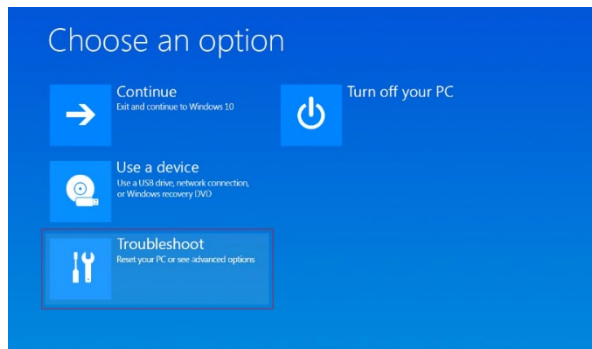 Choose an option
Continue
Exit and continue to Windows 10
Turn off your PC
Use a device
Use a USB drive, network connection,
or Windows recovery DVD
Troubleshoot
Reset your PC or see advanced options